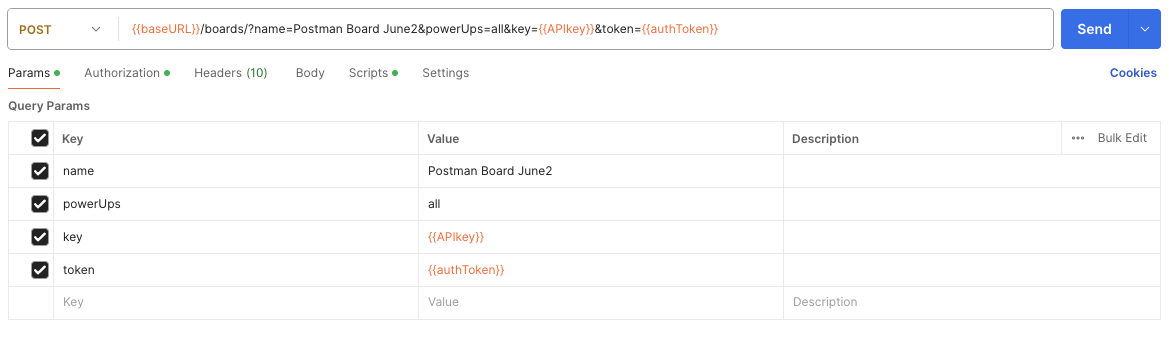 POST {{baseURL}}/boards/?name=Postman Board June2&powerUps=all&key={{APIkey}}&token={{authToken}} Send
Params Authorization Headers (10) Body Scripts Settings Cookies
Query Params
Key Value Description ••• Bulk Edit
name Postman Board June2
powerUps all
key {{APIkey}}
token {{authToken}}
Key Value Description